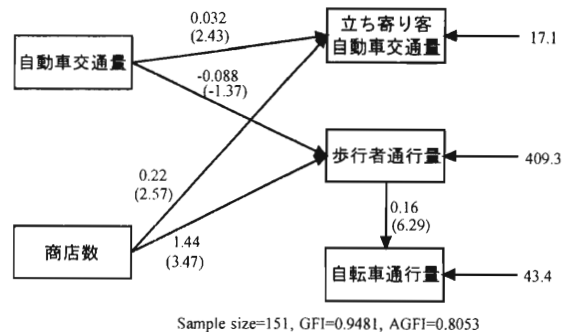 0.032
(2.43)
立ち寄り客
自動車交通量
17.1
自動車交通量
-0.088
(-1.37)
歩行者通行量
409.3
0.22
(2.57)
0.16
(6.29)
商店数
1.44
(3.47)
自転車通行量
43.4
Sample size=151, GFI=0.9481, AGFI=0.8053